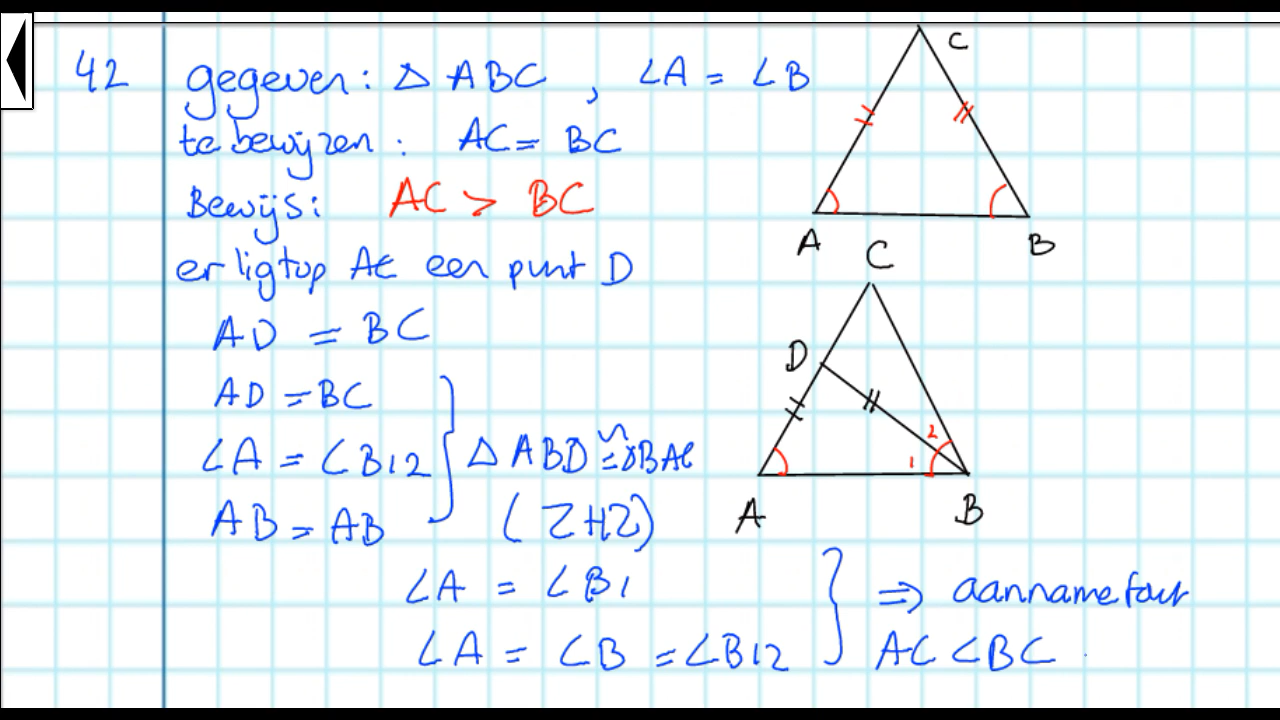 42 gegeven: △ ABC , ∠A = ∠B
te bewijzen: AC = BC
Bewijs: AC > BC
er ligt op AC een punt D
AD = BC
AD = BC
∠A = ∠B12
AB = AB
△ ABD ≅ △BAC
(ZHZ)
∠A = ∠B1
∠A = ∠B = ∠B12
⇒ aanname fout
AC < BC .
C
A
B
C
D
2
1
A
B